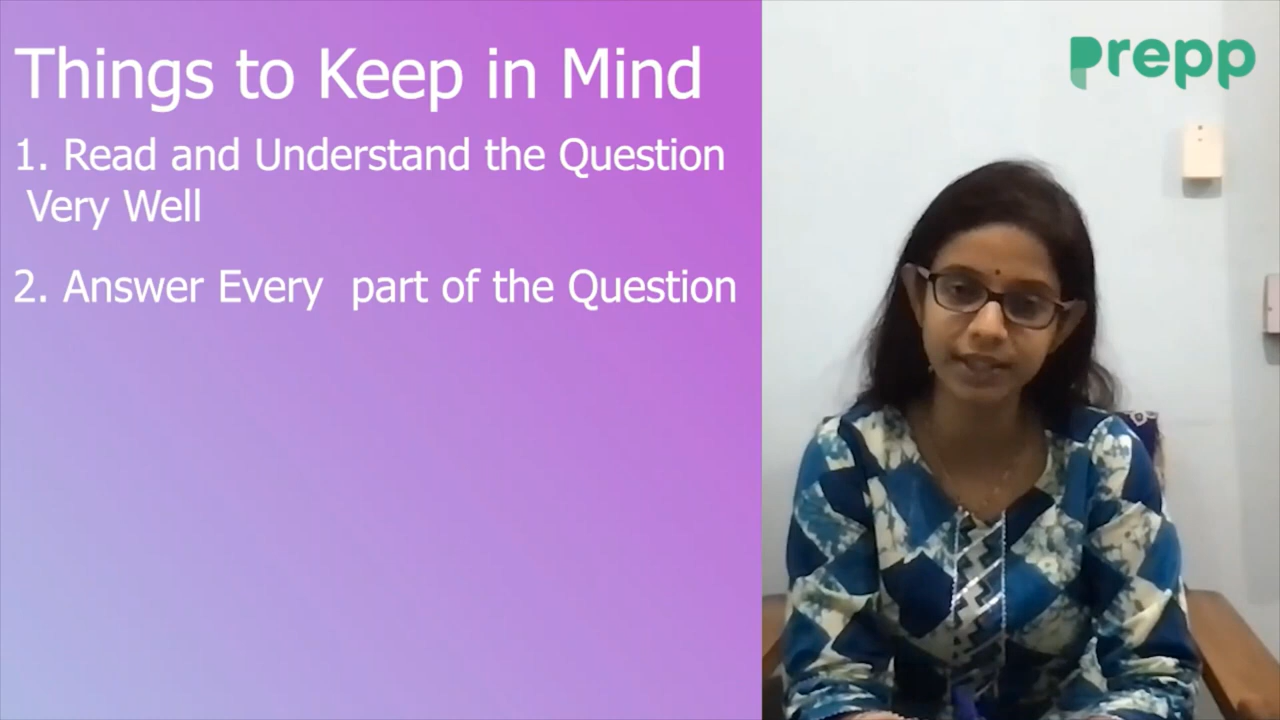 Things to Keep in Mind
1. Read and Understand the Question
Very Well
2. Answer Every part of the Question
prepp